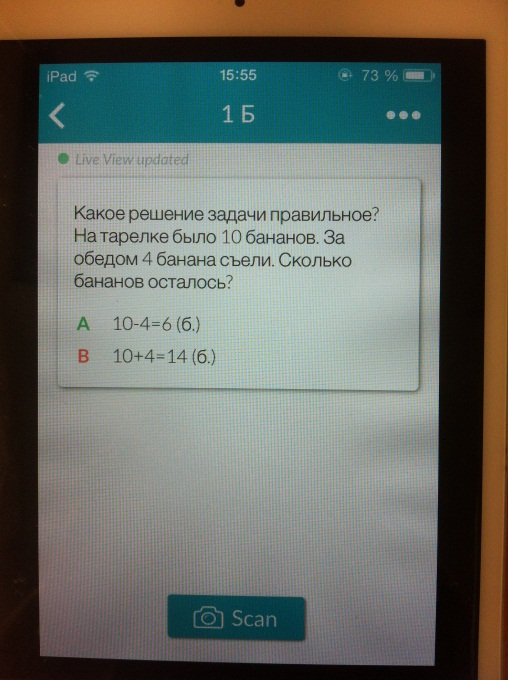 iPad 15:55 73 %
1 Б
Live View updated
Какое решение задачи правильное?
На тарелке было 10 бананов. За
обедом 4 банана съели. Сколько
бананов осталось?
A 10-4=6 (б.)
B 10+4=14 (б.)
Scan